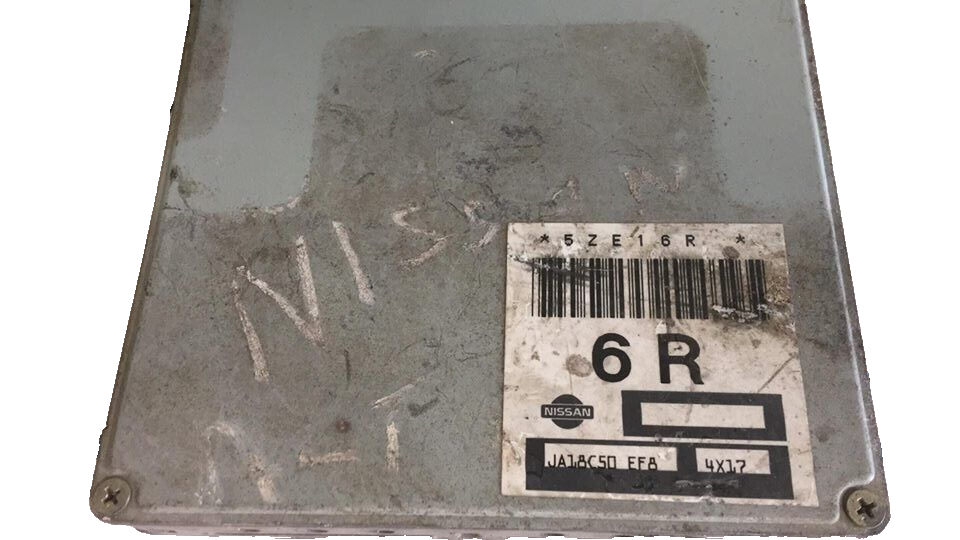 NISSAN
*5ZE16R *
6R
NISSAN
JA18C50 EF8 4X17